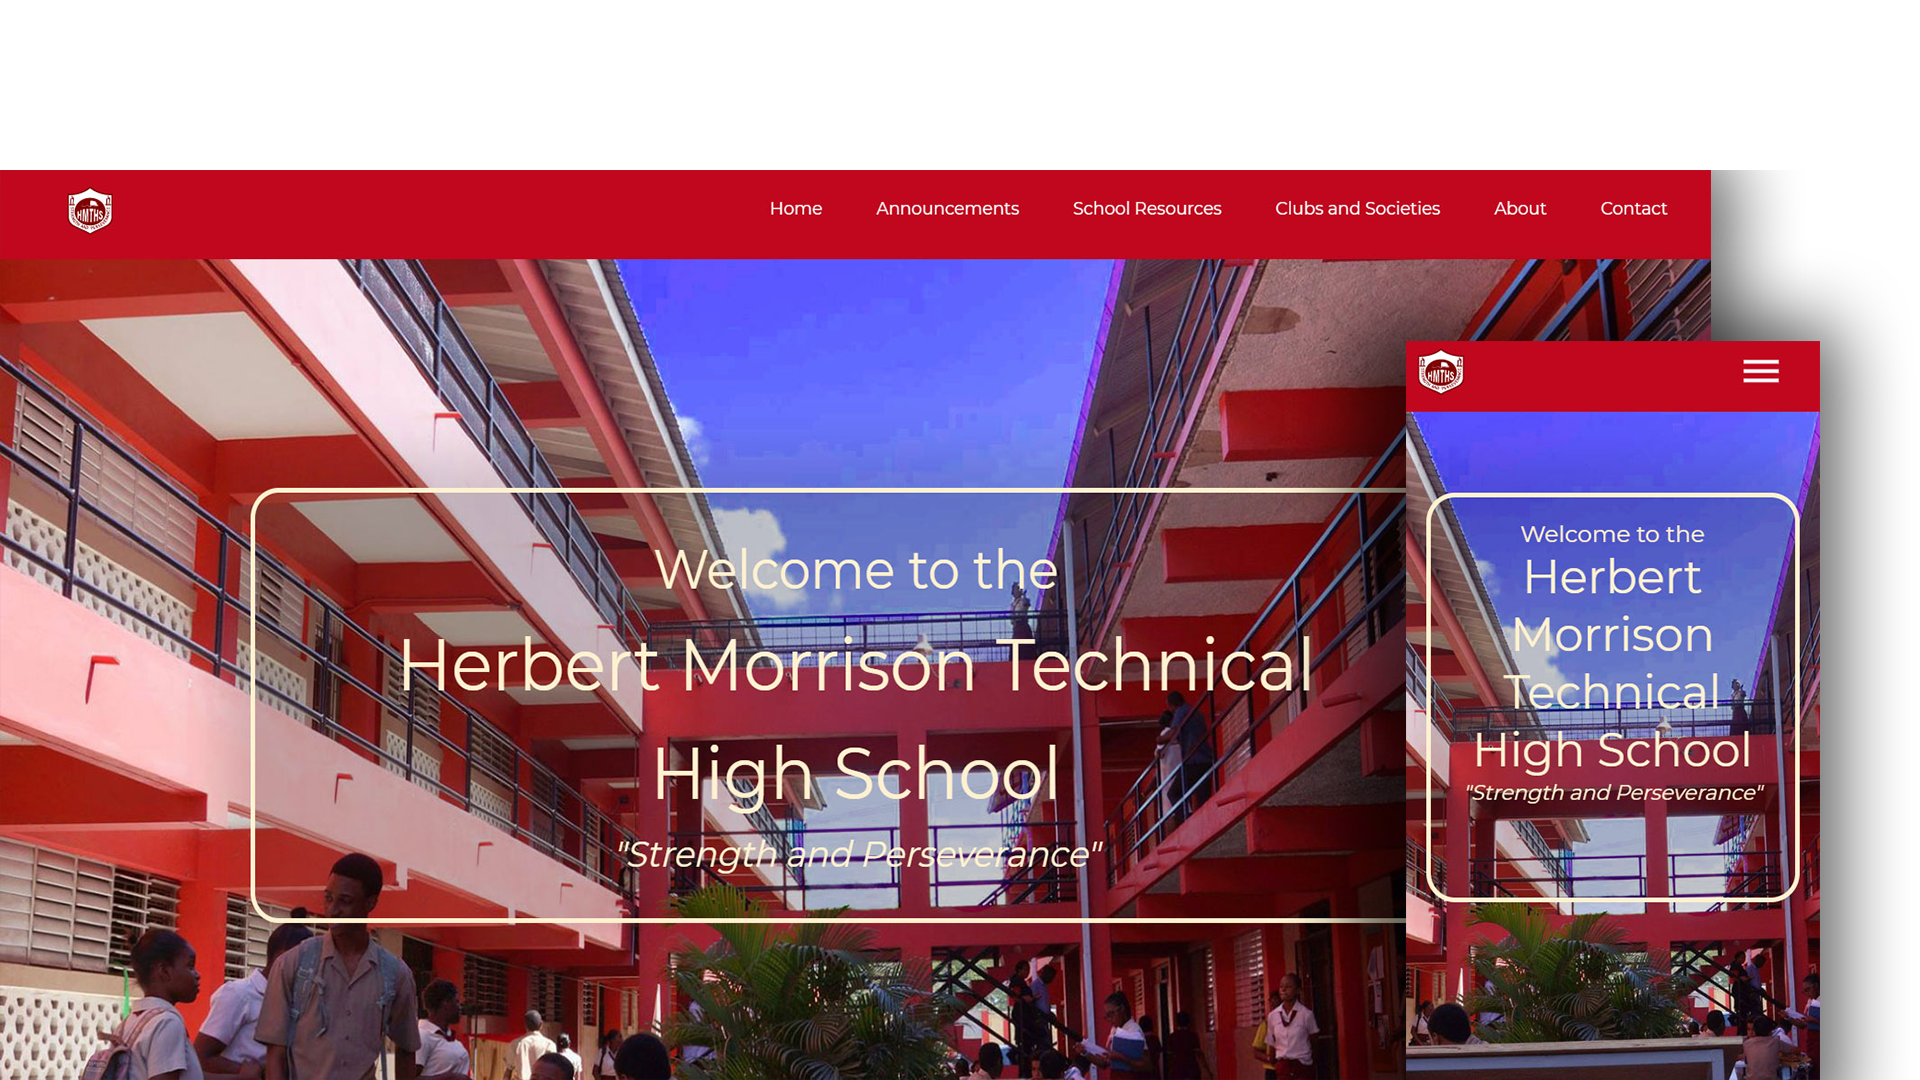 HMTHS
Home Announcements School Resources Clubs and Societies About Contact
Welcome to the
Herbert Morrison Technical
High School
"Strength and Perseverance"
HMTHS
Welcome to the
Herbert
Morrison
Technical
High School
"Strength and Perseverance"